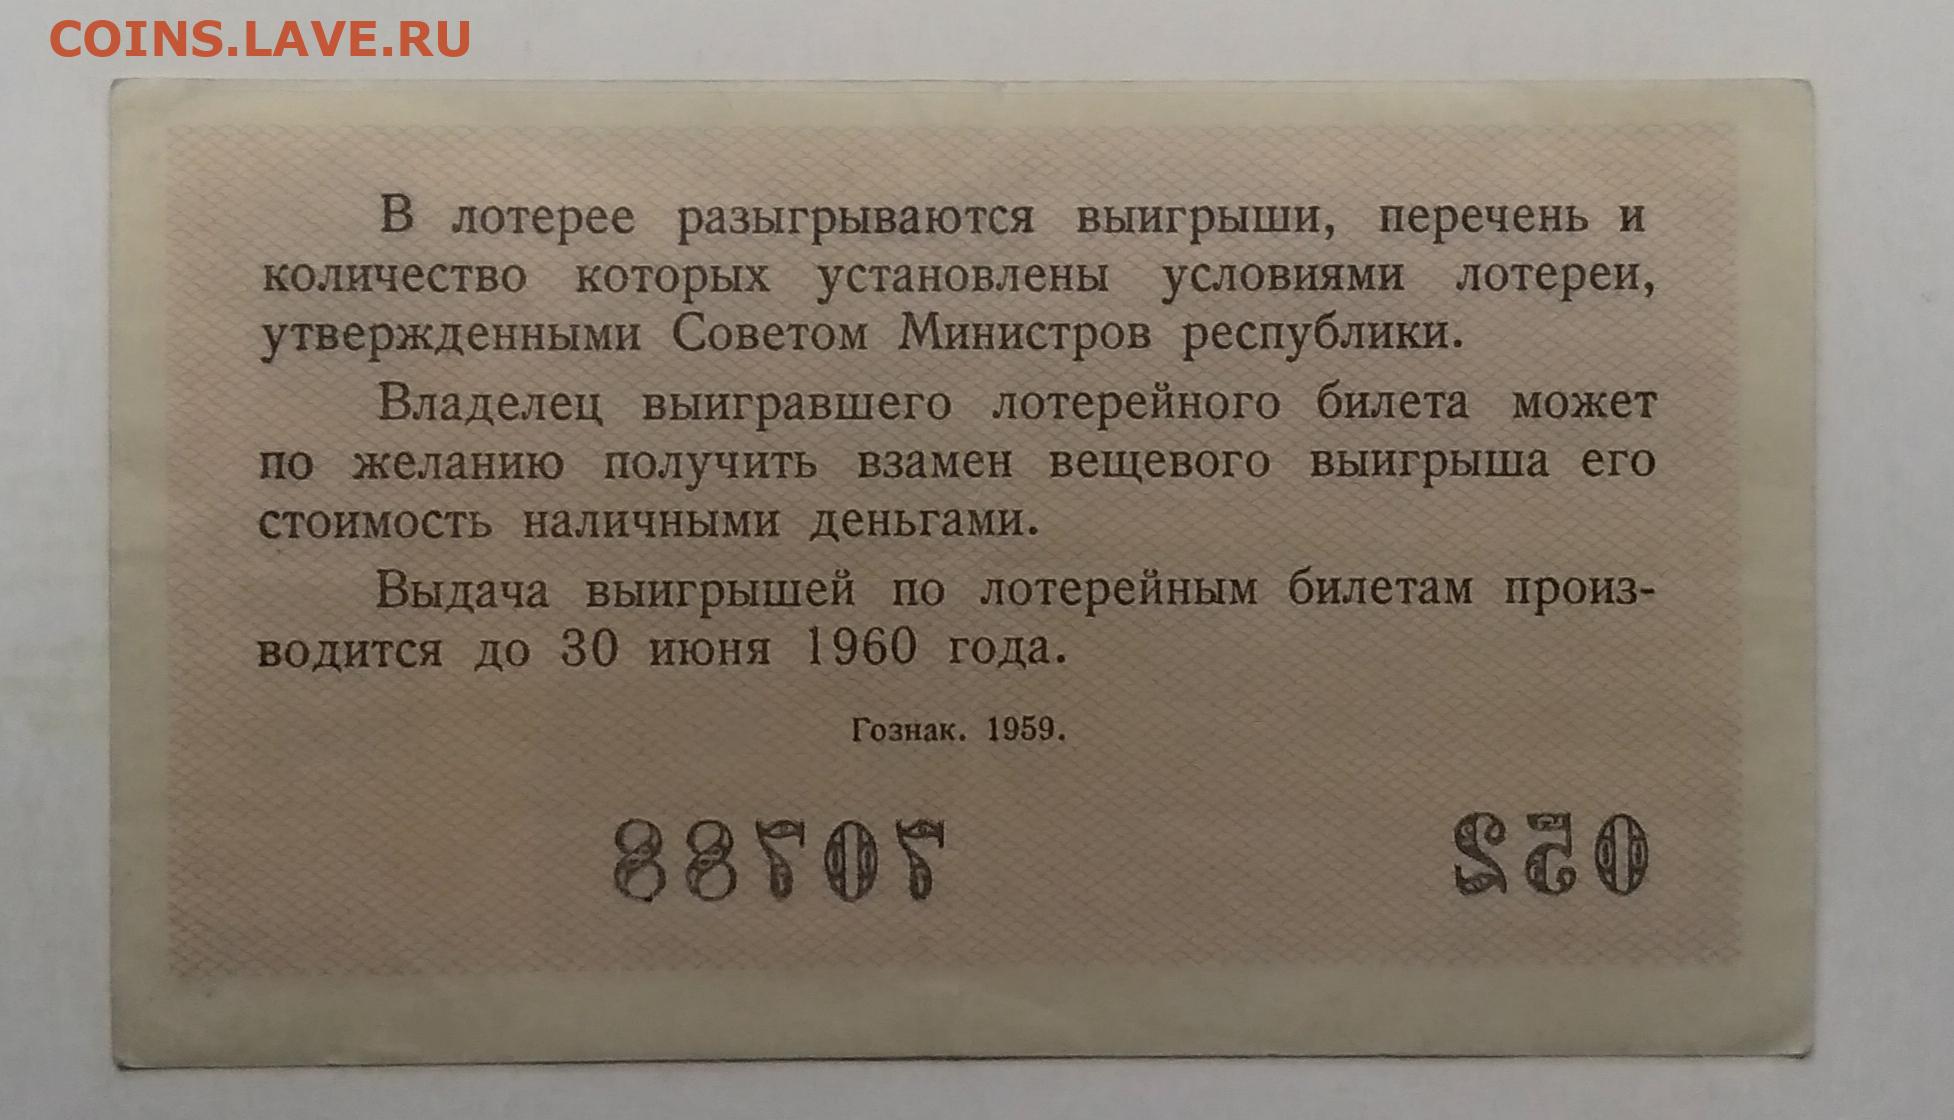 COINS.LAVE.RU
В лотерее разыгрываются выигрыши, перечень и
количество которых установлены условиями лотереи,
утвержденными Советом Министров республики.
Владелец выигравшего лотерейного билета может
по желанию получить взамен вещевого выигрыша его
стоимость наличными деньгами.
Выдача выигрышей по лотерейным билетам произ-
водится до 30 июня 1960 года.
Гознак. 1959.
70788 052